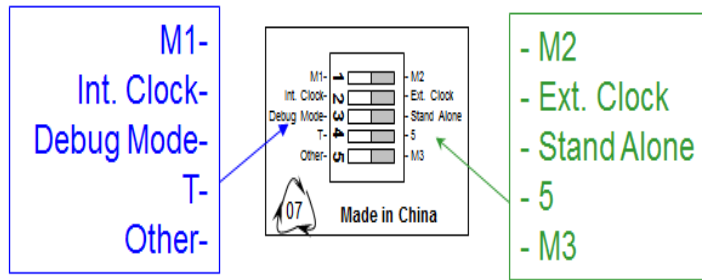 M1-
Int. Clock-
Debug Mode-
T-
Other-
M1- 1 - M2
Int. Clock- 2 - Ext. Clock
Debug Mode- 3 - Stand Alone
T- 4 - 5
Other- 5 - M3
07
Made in China
- M2
- Ext. Clock
- Stand Alone
- 5
- M3